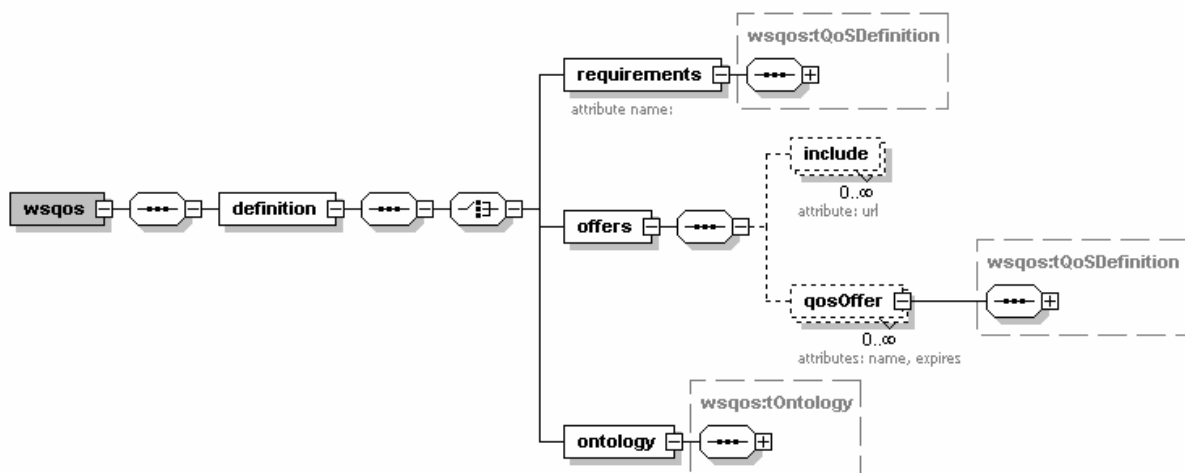 wsqos:tQoSDefinition
requirements
attribute name:
include
0..∞
attribute: url
wsqos
definition
offers
wsqos:tQoSDefinition
qosOffer
0..∞
attributes: name, expires
wsqos:tOntology
ontology